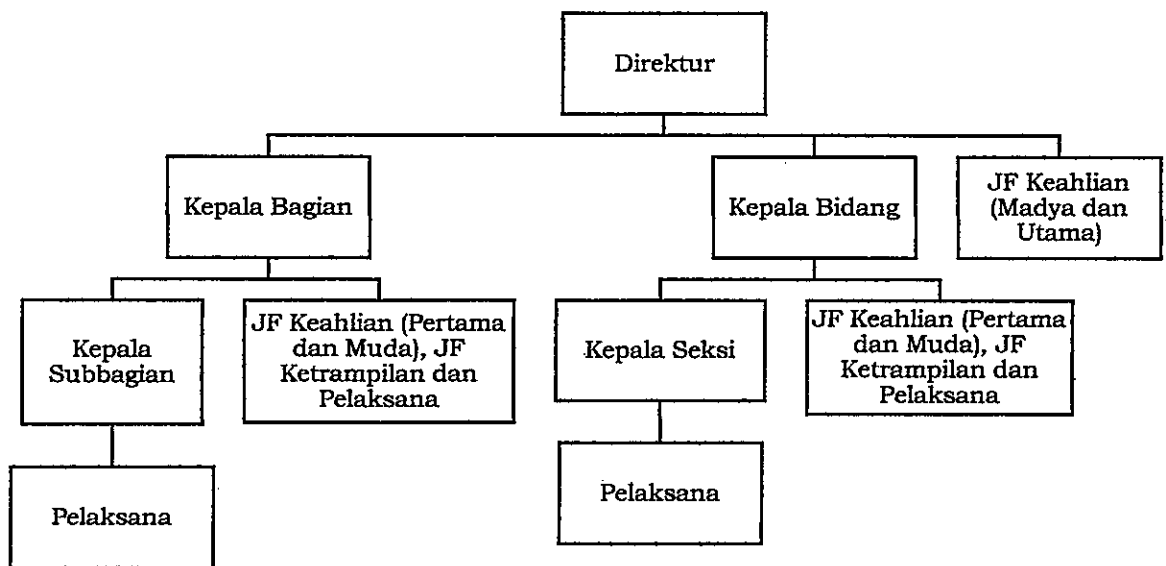 Direktur
Kepala Bagian
Kepala Bidang
JF Keahlian
(Madya dan
Utama)
Kepala
Subbagian
JF Keahlian (Pertama
dan Muda), JF
Ketrampilan dan
Pelaksana
Kepala Seksi
JF Keahlian (Pertama
dan Muda), JF
Ketrampilan dan
Pelaksana
Pelaksana
Pelaksana